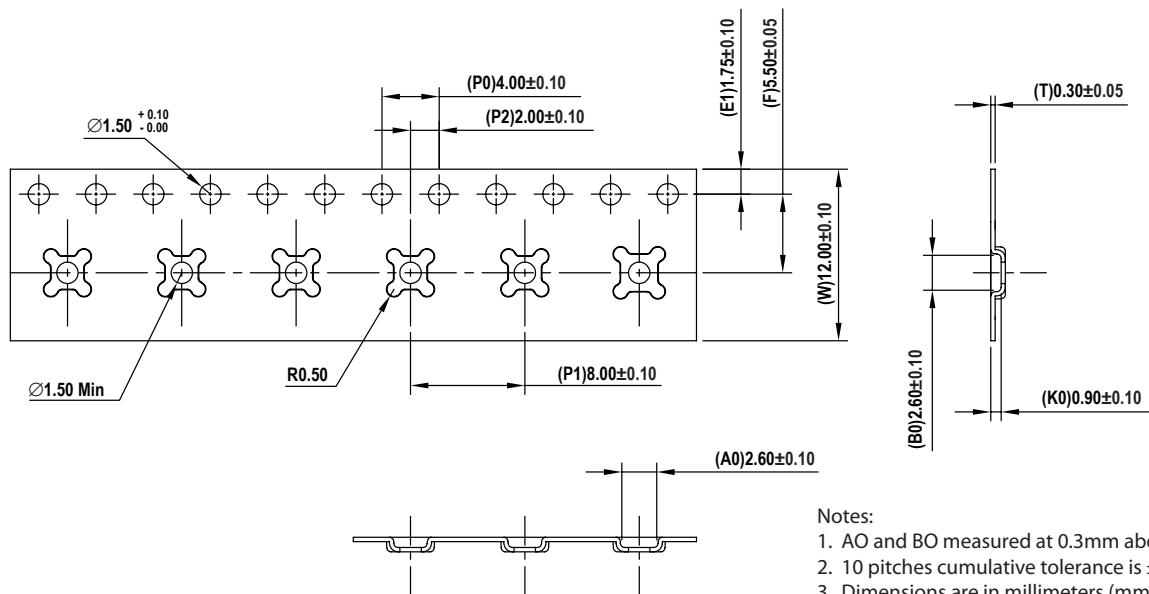 (P0)4.00±0.10
(P2)2.00±0.10
∅1.50 + 0.10 - 0.00
(E1)1.75±0.10
(F)5.50±0.05
(T)0.30±0.05
(W)12.00±0.10
∅1.50 Min
R0.50
(P1)8.00±0.10
(B0)2.60±0.10
(K0)0.90±0.10
(A0)2.60±0.10
Notes:
1. AO and BO measured at 0.3mm
2. 10 pitches cumulative tolerance is
3. Dimensions are in millimeters (mm